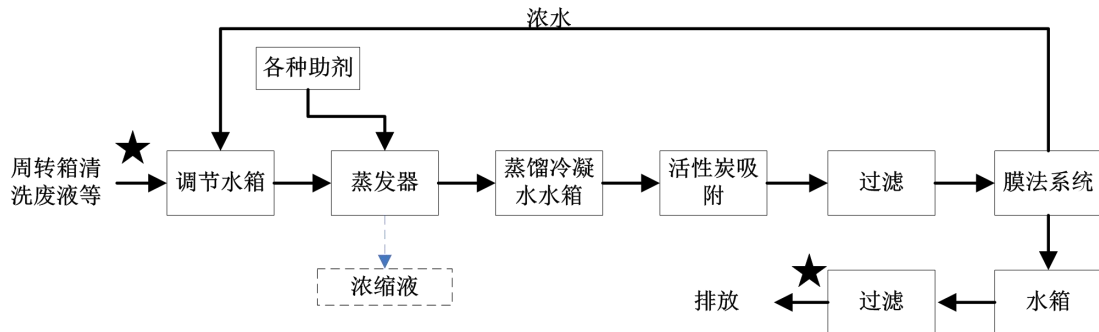 浓水
各种助剂
周转箱清
洗废液等
调节水箱
蒸发器
蒸馏冷凝
水水箱
活性炭吸
附
过滤
膜法系统
浓缩液
排放
过滤
水箱